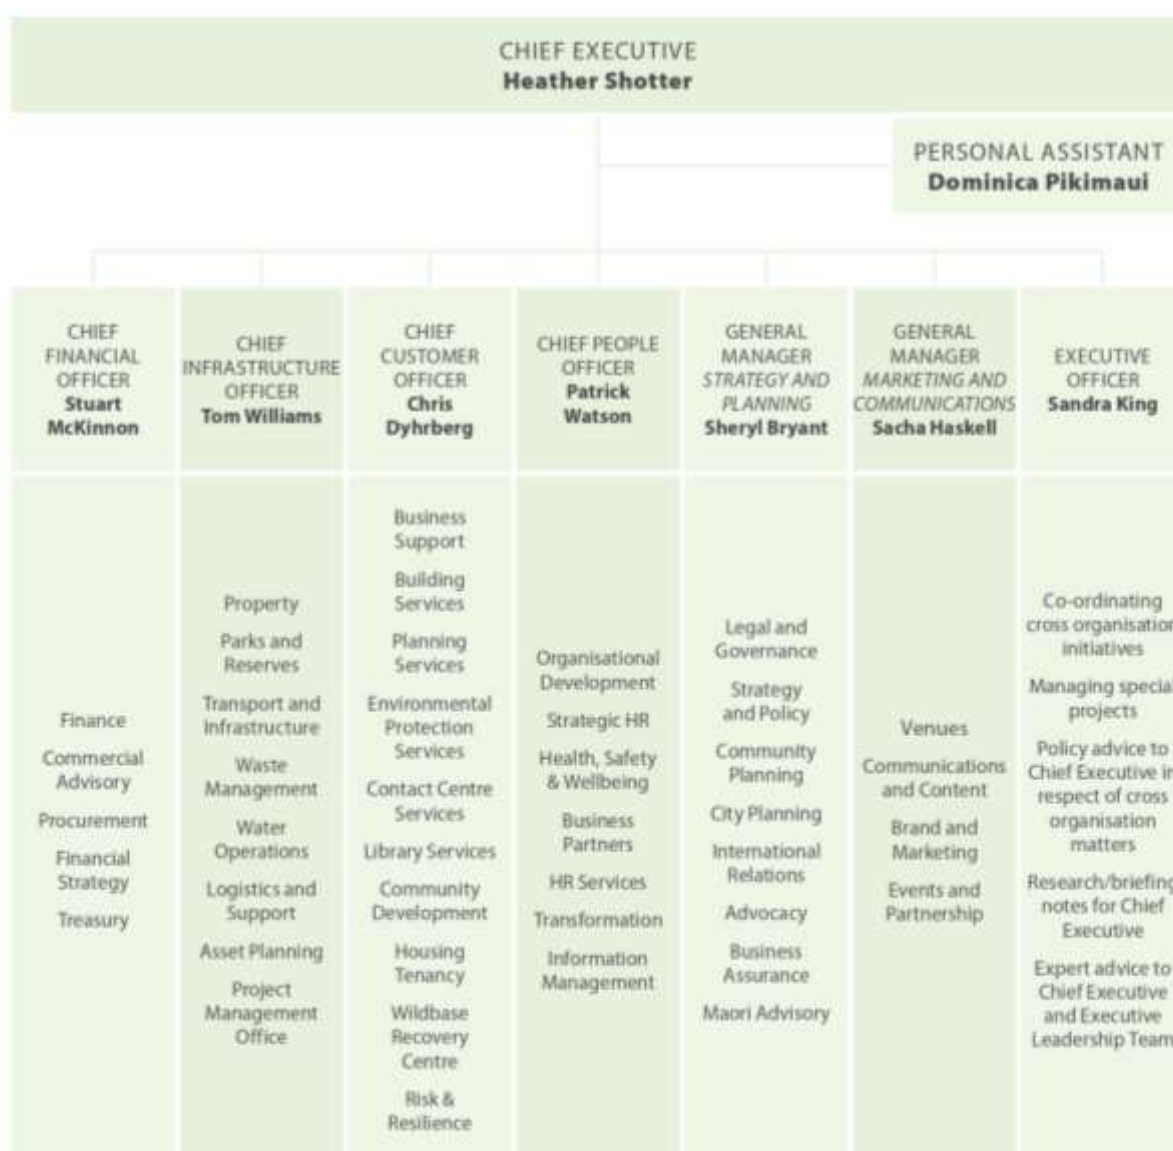 CHIEF EXECUTIVE
Heather Shotter
PERSONAL ASSISTANT
Dominica Pikimaui
CHIEF
FINANCIAL
OFFICER
Stuart
McKinnon
CHIEF
INFRASTRUCTURE
OFFICER
Tom Williams
CHIEF
CUSTOMER
OFFICER
Chris
Dyhrberg
CHIEF PEOPLE
OFFICER
Patrick
Watson
GENERAL
MANAGER
STRATEGY AND
PLANNING
Sheryl Bryant
GENERAL
MANAGER
MARKETING AND
COMMUNICATIONS
Sacha Haskell
EXECUTIVE
OFFICER
Sandra King
Finance
Commercial
Advisory
Procurement
Financial
Strategy
Treasury
Property
Parks and
Reserves
Transport and
Infrastructure
Waste
Management
Water
Operations
Logistics and
Support
Asset Planning
Project
Management
Office
Business
Support
Building
Services
Planning
Services
Environmental
Protection
Services
Contact Centre
Services
Library Services
Community
Development
Housing
Tenancy
Wildbase
Recovery
Centre
Risk &
Resilience
Organisational
Development
Strategic HR
Health, Safety
& Wellbeing
Business
Partners
HR Services
Transformation
Information
Management
Legal and
Governance
Strategy
and Policy
Community
Planning
City Planning
International
Relations
Advocacy
Business
Assurance
Maori Advisory
Venues
Communications
and Content
Brand and
Marketing
Events and
Partnership
Co-ordinating
cross organisation
initiatives
Managing special
projects
Policy advice to
Chief Executive in
respect of cross
organisation
matters
Research/briefing
notes for Chief
Executive
Expert advice to
Chief Executive
and Executive
Leadership Team